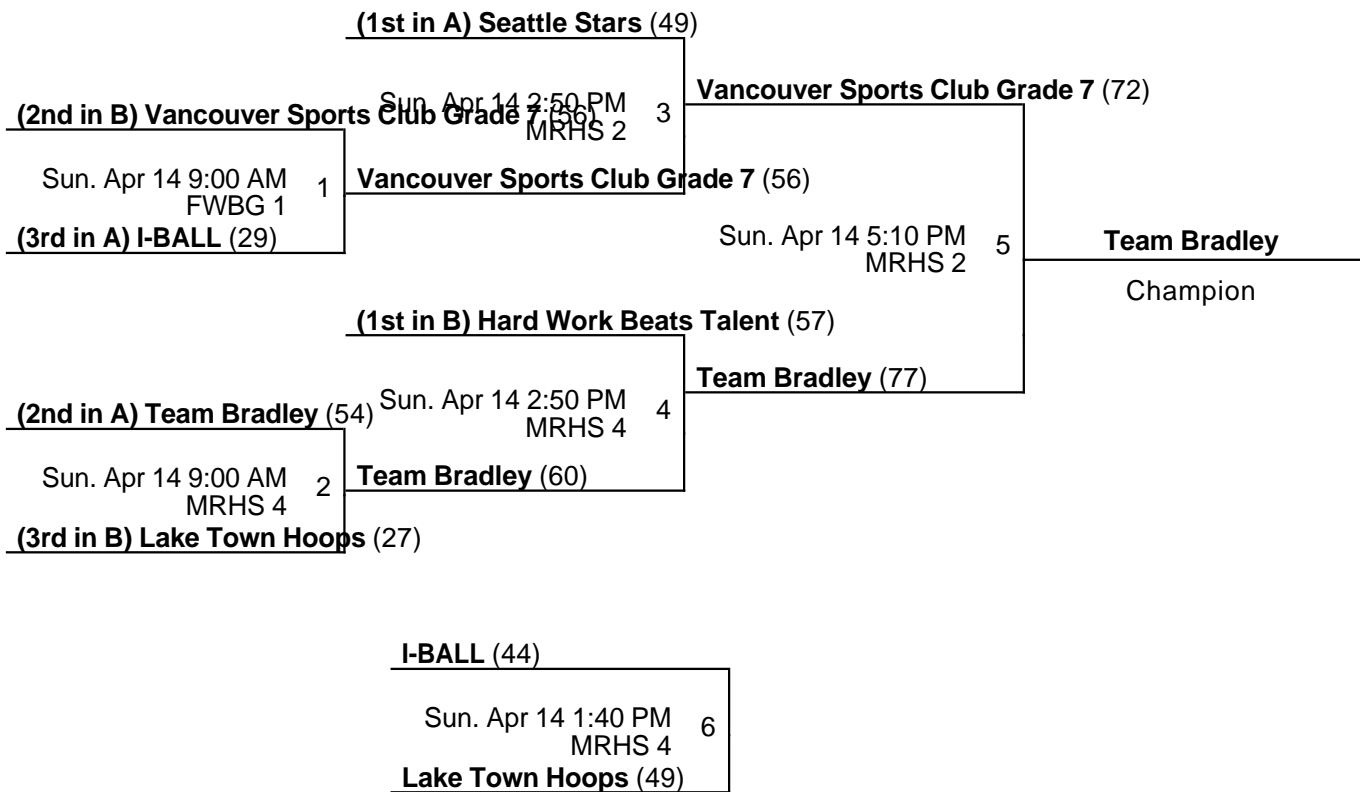 (1st in A) Seattle Stars (49)
Sun. Apr 14 2:50 PM
MRHS 2
3
Vancouver Sports Club Grade 7 (72)
(2nd in B) Vancouver Sports Club Grade 7 (56)
Sun. Apr 14 9:00 AM
FWBG 1
1
Vancouver Sports Club Grade 7 (56)
(3rd in A) I-BALL (29)
Sun. Apr 14 5:10 PM
MRHS 2
5
Team Bradley
Champion
(1st in B) Hard Work Beats Talent (57)
Team Bradley (77)
Sun. Apr 14 2:50 PM
MRHS 4
4
(2nd in A) Team Bradley (54)
Sun. Apr 14 9:00 AM
MRHS 4
2
Team Bradley (60)
(3rd in B) Lake Town Hoops (27)
I-BALL (44)
Sun. Apr 14 1:40 PM
MRHS 4
6
Lake Town Hoops (49)